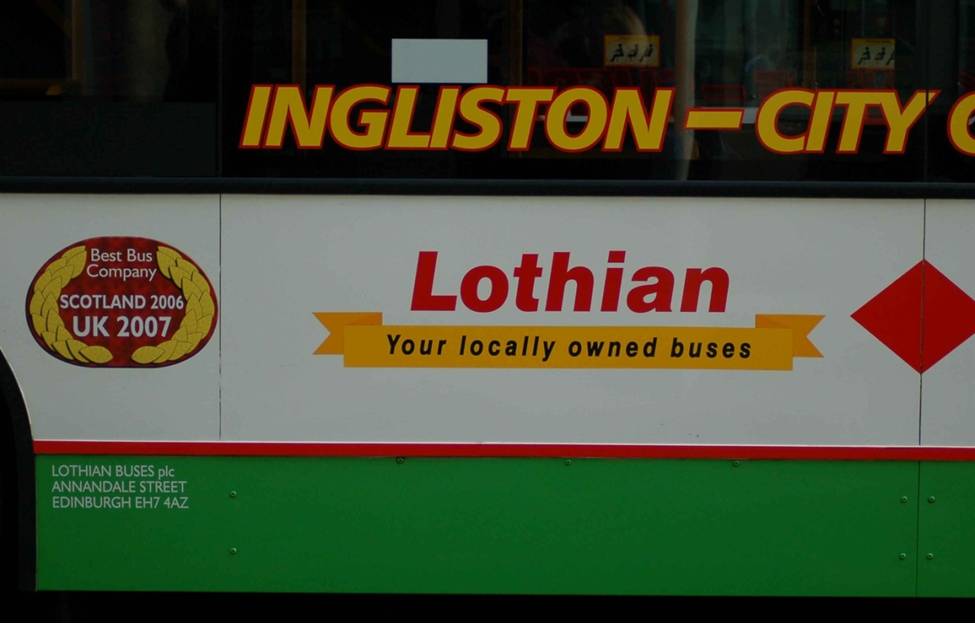 INGLISTON – CITY
Best Bus
Company
SCOTLAND 2006
UK 2007
Lothian
Your locally owned buses
LOTHIAN BUSES plc
ANNANDALE STREET
EDINBURGH EH7 4AZ